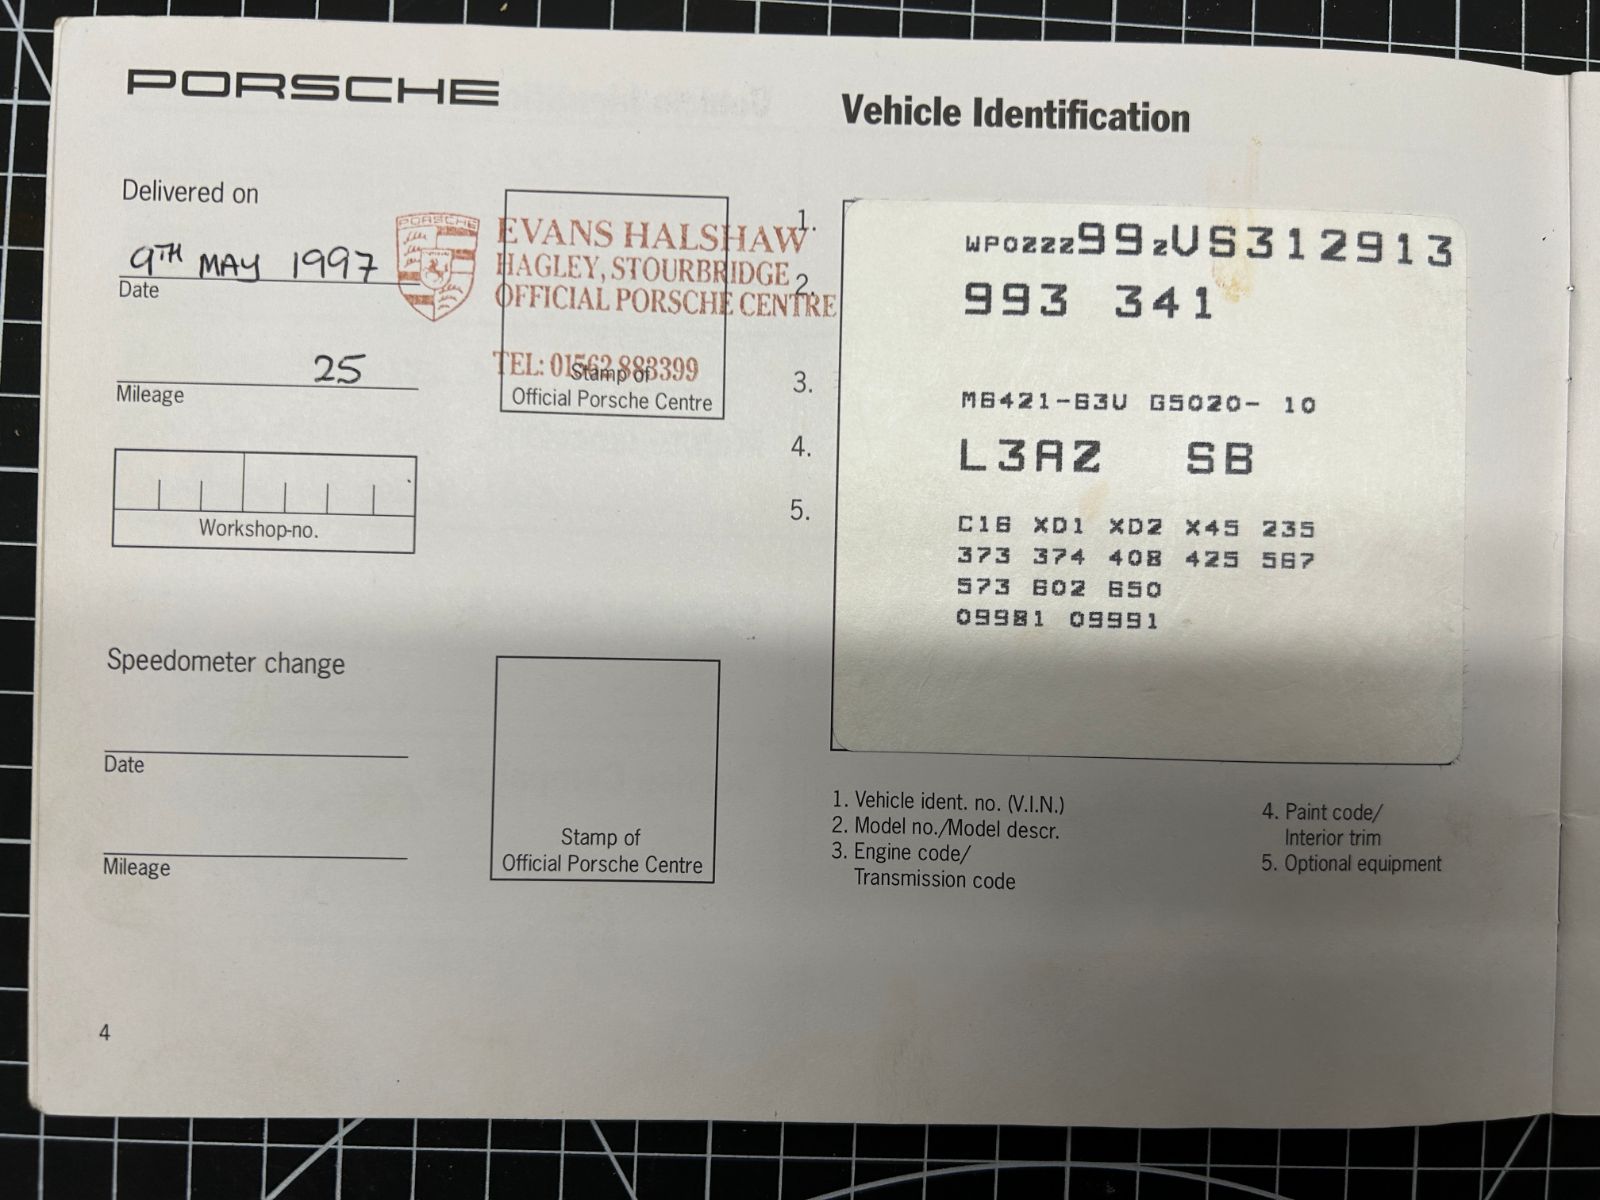 PORSCHE
Vehicle Identification
Delivered on
9TH MAY 1997
Date
25
Mileage
PORSCHE
EVANS HALSHAW
HAGLEY, STOURBRIDGE
OFFICIAL PORSCHE CENTRE
TEL: 01562 883399
Stamp of
Official Porsche Centre
Workshop-no.
Speedometer change
Date
Mileage
Stamp of
Official Porsche Centre
1.
2.
3.
4.
5.
WP0ZZZ99ZVS312913
993 341
M6421-63V G5020- 10
L3AZ SB
C16 XD1 XD2 X45 235
373 374 408 425 567
573 602 650
09981 09991
1. Vehicle ident. no. (V.I.N.)
2. Model no./Model descr.
3. Engine code/
Transmission code
4. Paint code/
Interior trim
5. Optional equipment
4